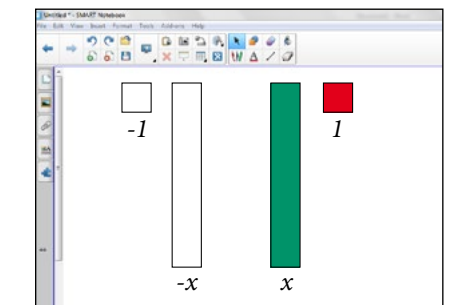 Untitled * - SMART Notebook
File Edit View Insert Format Tools Add-ons Help
-1
1
-x
x